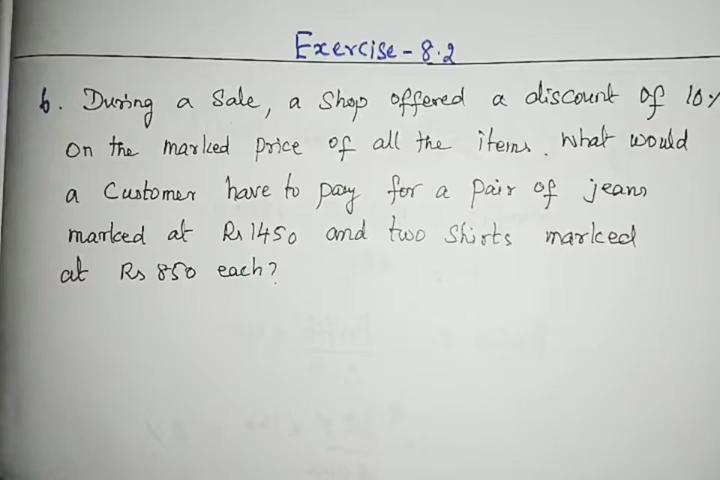 Exercise - 8.2
6. During a Sale, a Shop offered a discount of 10%
on the marked price of all the items. What would
a Customer have to pay for a pair of jeans
marked at Rs 1450 and two Shirts marked
at Rs 850 each?